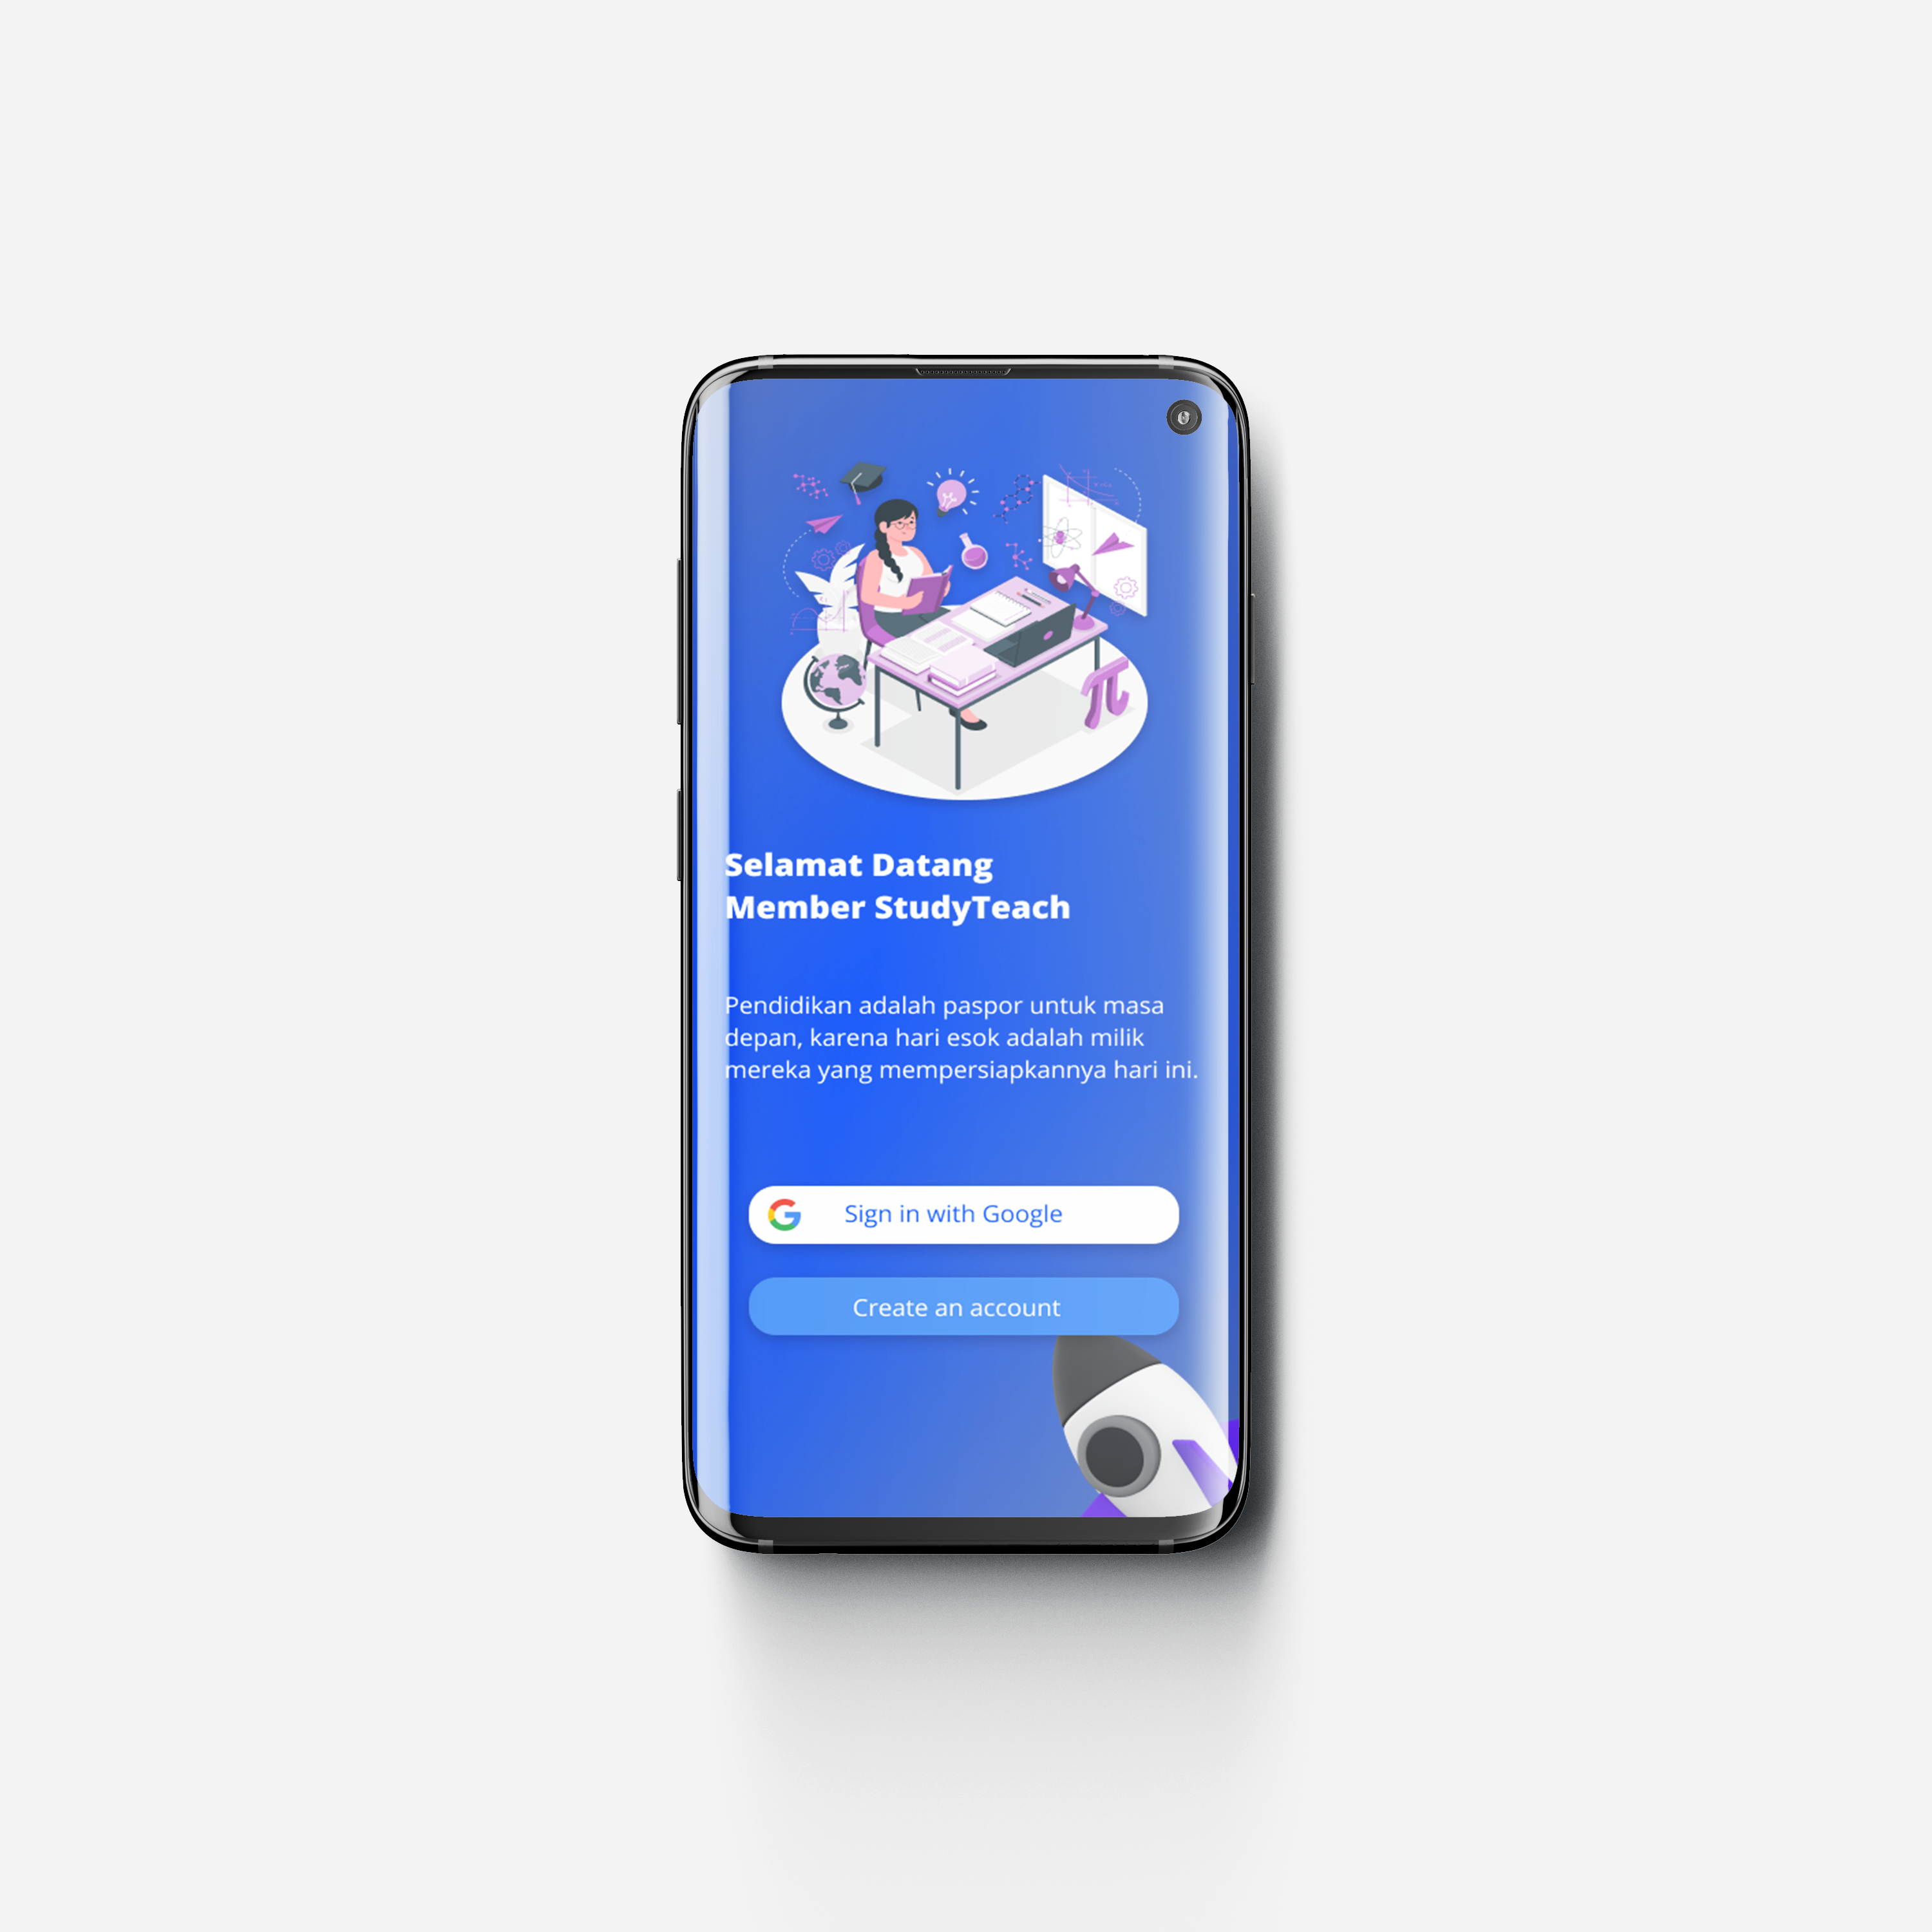 Selamat Datang
Member StudyTeach
Pendidikan adalah paspor untuk masa
depan, karena hari esok adalah milik
mereka yang mempersiapkannya hari ini.
Sign in with Google
Create an account